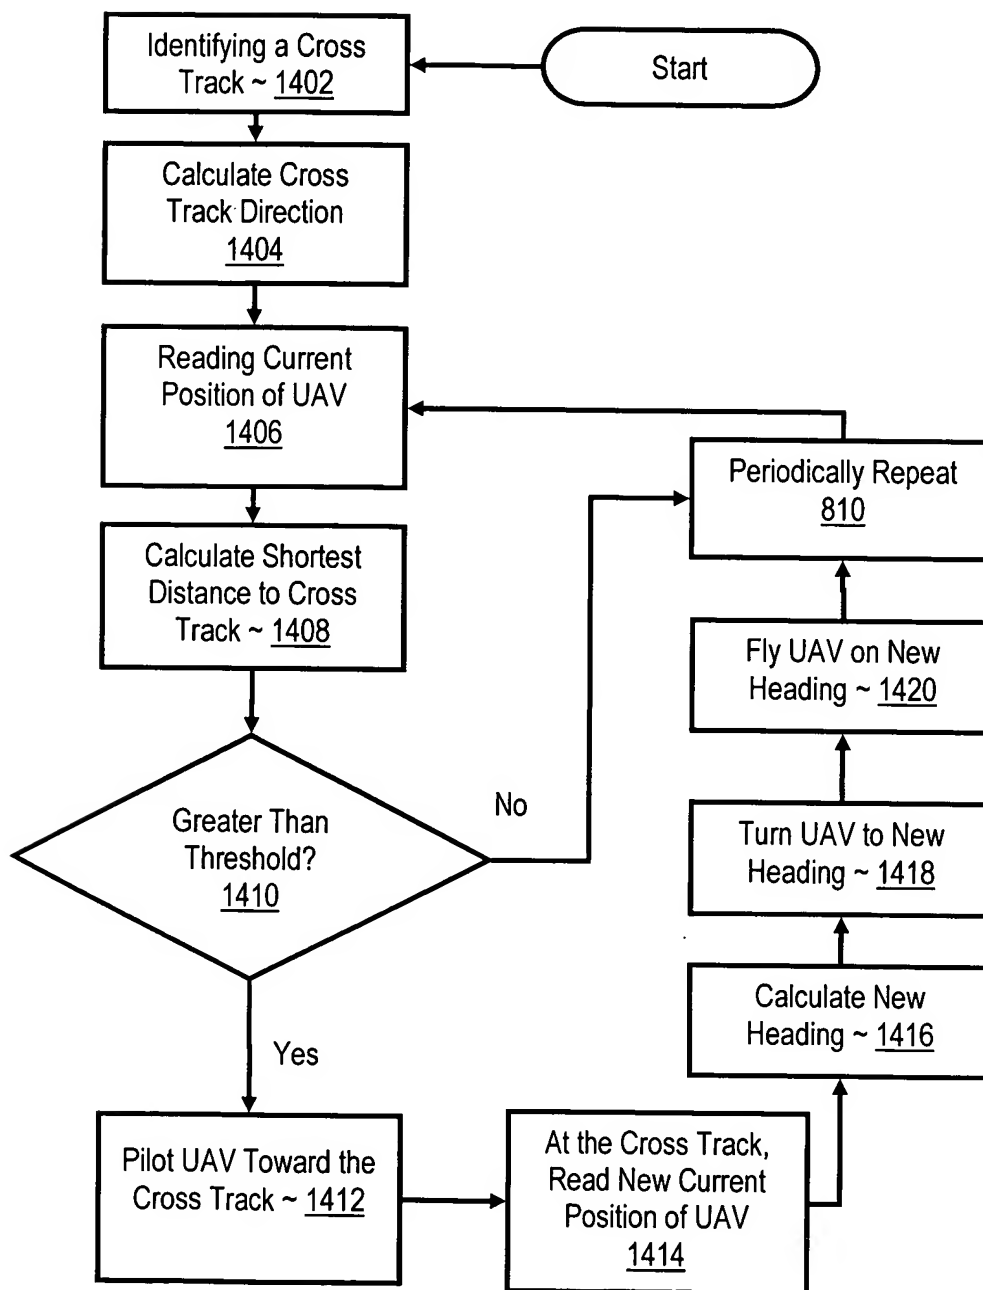 Identifying a Cross
Track ~ 1402
Start
Calculate Cross
Track Direction
1404
Reading Current
Position of UAV
1406
Periodically Repeat
810
Calculate Shortest
Distance to Cross
Track ~ 1408
Fly UAV on New
Heading ~ 1420
Greater Than
Threshold?
1410
No
Turn UAV to New
Heading ~ 1418
Calculate New
Heading ~ 1416
Yes
Pilot UAV Toward the
Cross Track ~ 1412
At the Cross Track,
Read New Current
Position of UAV
1414